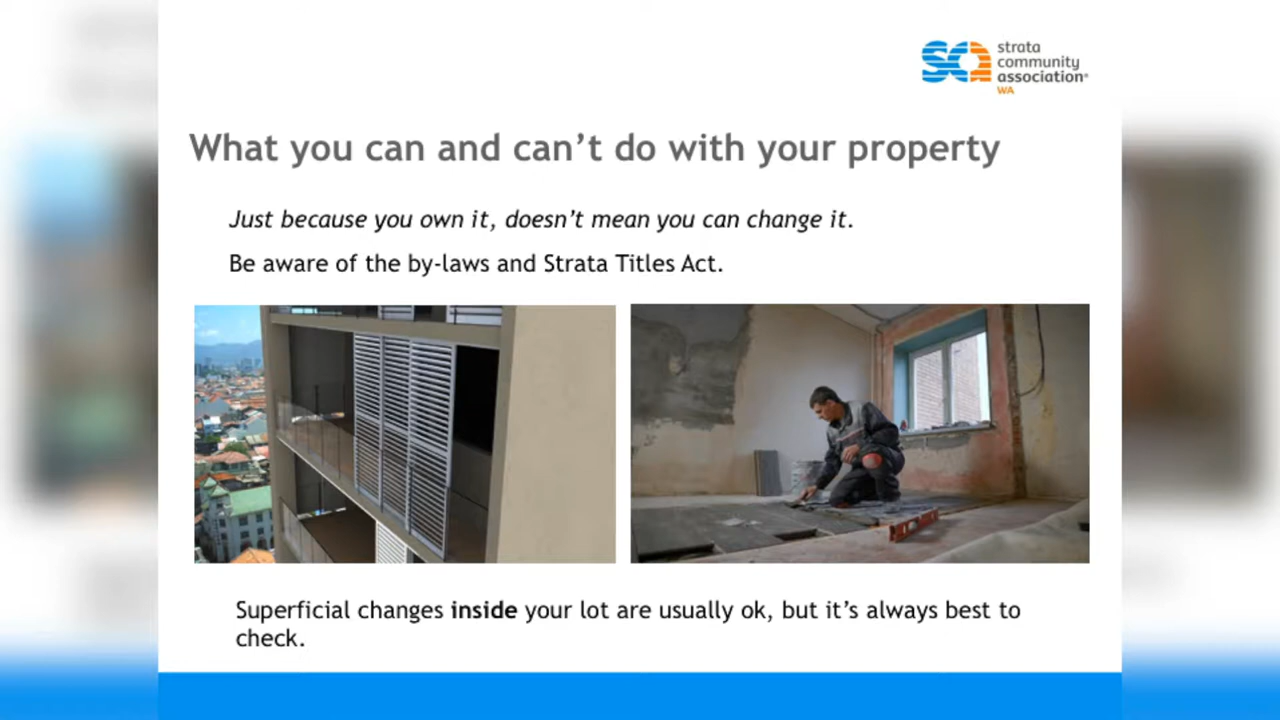 sca
strata
community
association
WA
What you can and can't do with your property
Just because you own it, doesn't mean you can change it.
Be aware of the by-laws and Strata Titles Act.
Superficial changes inside your lot are usually ok, but it's always best to
check.